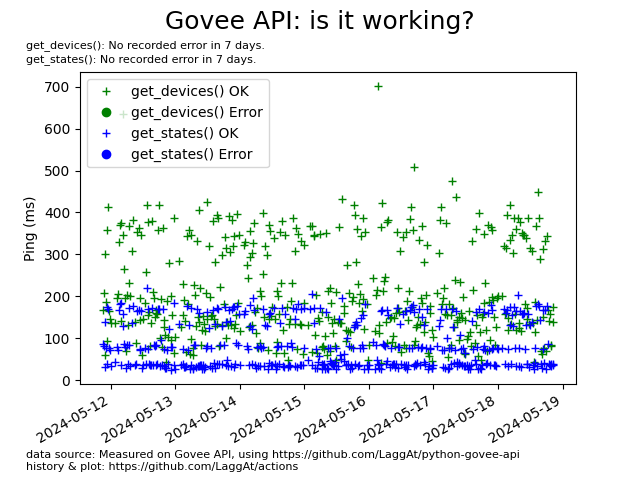 Govee API: is it working?
get_devices(): No recorded error in 7 days.
get_states(): No recorded error in 7 days.
get_devices() OK
get_devices() Error
get_states() OK
get_states() Error
Ping (ms)
700
600
500
400
300
200
100
0
2024-05-12
2024-05-13
2024-05-14
2024-05-15
2024-05-16
2024-05-17
2024-05-18
2024-05-19
data source: Measured on Govee API, using https://github.com/LaggAt/python-govee-api
history & plot: https://github.com/LaggAt/actions